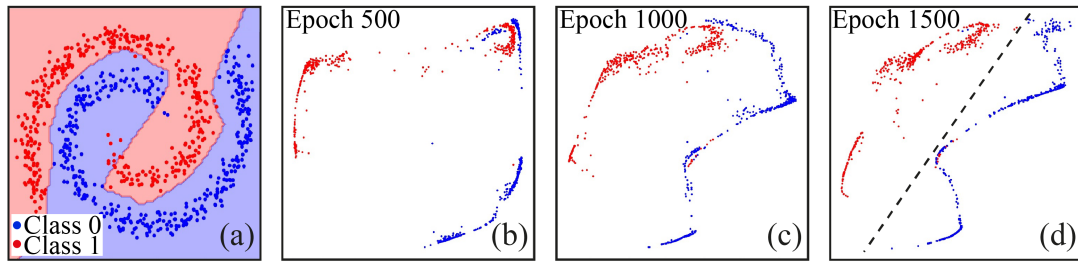 Class 0
Class 1
(a)
Epoch 500
(b)
Epoch 1000
(c)
Epoch 1500
(d)